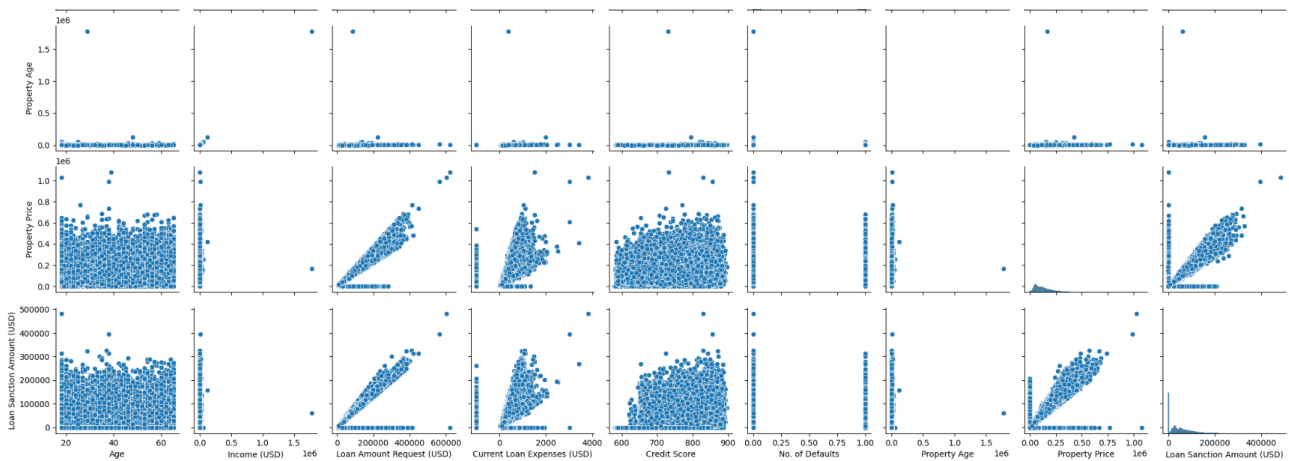 1e6
1.5
Property Age
1.0
0.5
0.0
1e6
1.0
0.8
Property Price
0.6
0.4
0.2
0.0
500000
Loan Sanction Amount (USD)
400000
300000
200000
100000
0
20 40 60
0.0 0.5 1.0 1.5
0 200000 400000 600000
0 2000 4000
600 700 800 900
0.00 0.25 0.50 0.75 1.00
0.0 0.5 1.0 1.5
0.00 0.25 0.50 0.75 1.00
0 200000 400000
Age
Income (USD) 1e6
Loan Amount Request (USD)
Current Loan Expenses (USD)
Credit Score
No. of Defaults
Property Age 1e6
Property Price 1e6
Loan Sanction Amount (USD)